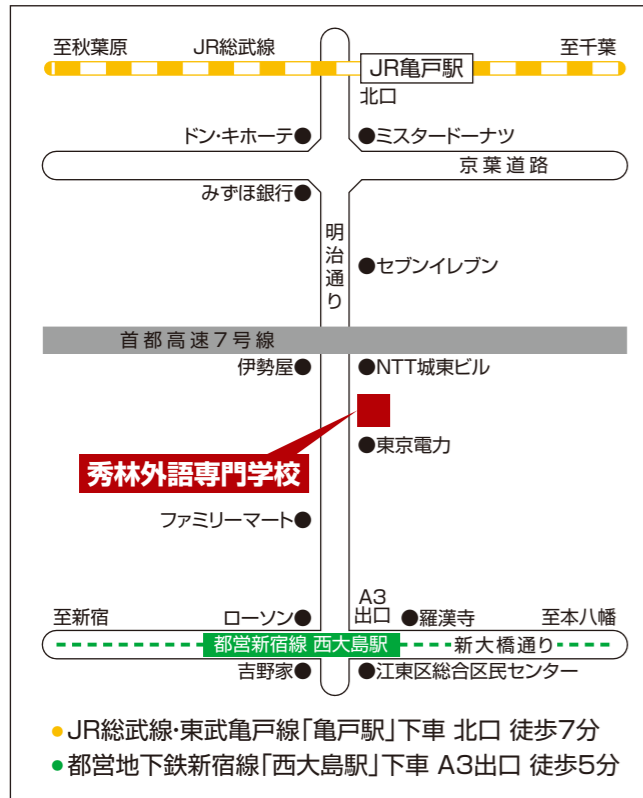 至秋葉原
JR総武線
至千葉
JR亀戸駅
北口
ドン・キホーテ●
●ミスタードーナツ
京葉道路
みずほ銀行●
明治通り
●セブンイレブン
首都高速7号線
伊勢屋●
●NTT城東ビル
秀林外語専門学校
●東京電力
ファミリーマート●
至新宿
ローソン●
A3
出口
●羅漢寺
至本八幡
都営新宿線 西大島駅
新大橋通り
吉野家●
●江東区総合区民センター
●JR総武線・東武亀戸線「亀戸駅」下車 北口 徒歩7分
●都営地下鉄新宿線「西大島駅」下車 A3出口 徒歩5分